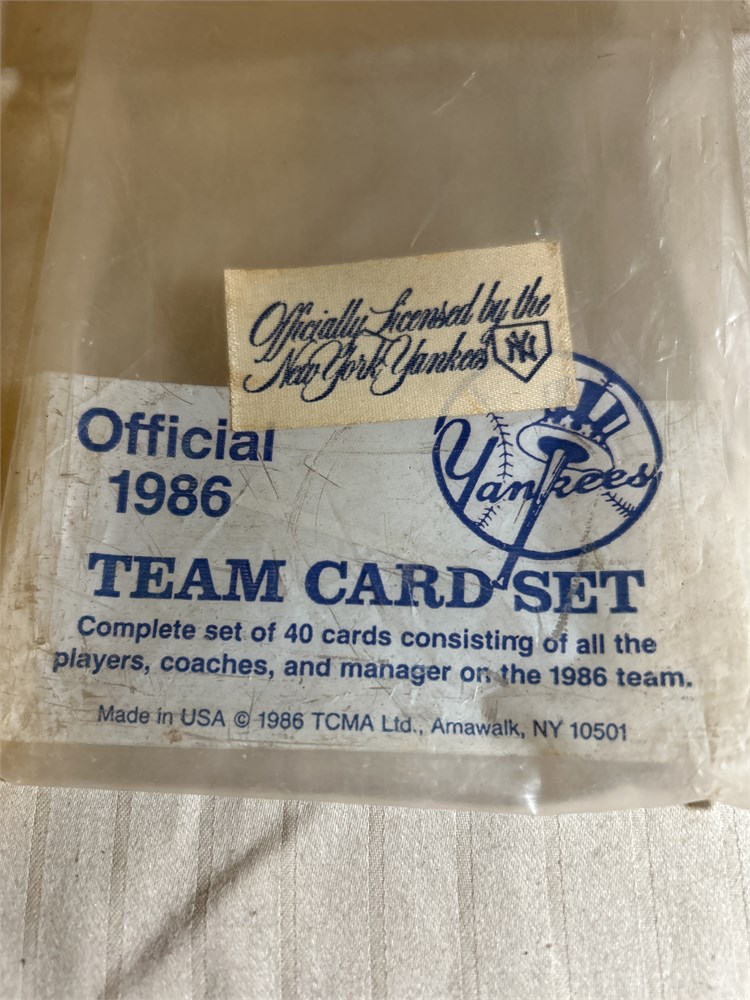 Officially Licensed by the
New York Yankees NY
Official
1986
Yankees
TEAM CARD SET
Complete set of 40 cards consisting of all the
players, coaches, and manager on the 1986 team.
Made in USA © 1986 TCMA Ltd., Amawalk, NY 10501